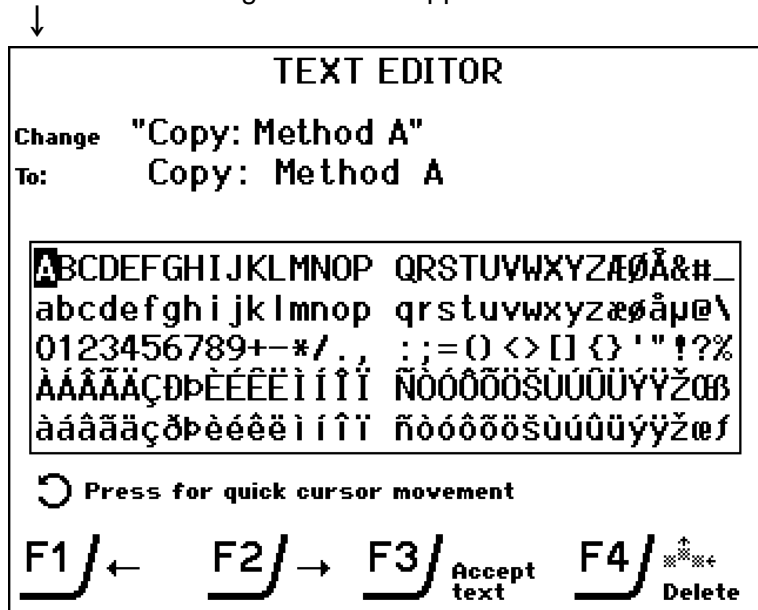 ↓
TEXT EDITOR
Change "Copy: Method A"
To: Copy: Method A
ABCDEFGHIJKLMNOP QRSTUVWXYZÆØÅ&#_
abcdefghijklmnop qrstuvwxyzæøåµ@\
0123456789+-*/., :;=()<>[]{}'"!?%
ÀÁÂÃÄÇÐÞÈÉÊËÌÍÎÏ ÑÒÓÔÕÖŠÙÚÛÜÝŸŽŒß
àáâãäçðÞèéêëìíîï ñòóôõöšùúûüýÿžœƒ
Press for quick cursor movement
F1 ← F2 → F3 Accept text F4 Delete